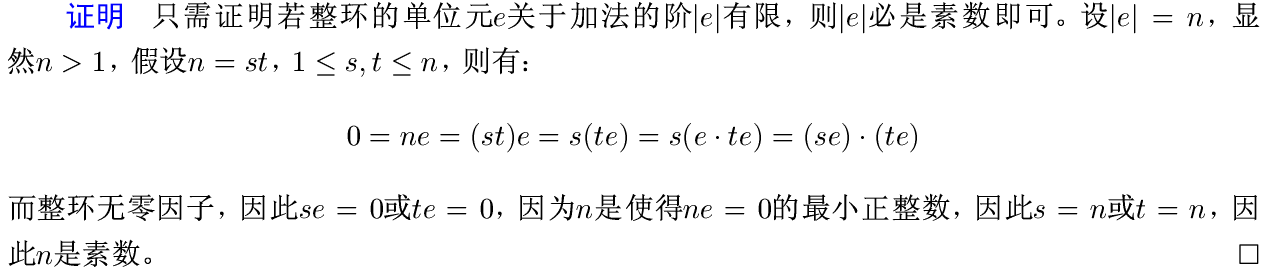 证明 只需证明若整环的单位元e关于加法的阶|e|有限，则|e|必是素数即可。设|e| = n，显
然n > 1，假设n = st，1 ≤ s, t ≤ n，则有：
0 = ne = (st)e = s(te) = s(e · te) = (se) · (te)
而整环无零因子，因此se = 0或te = 0，因为n是使得ne = 0的最小正整数，因此s = n或t = n，因
此n是素数。 □